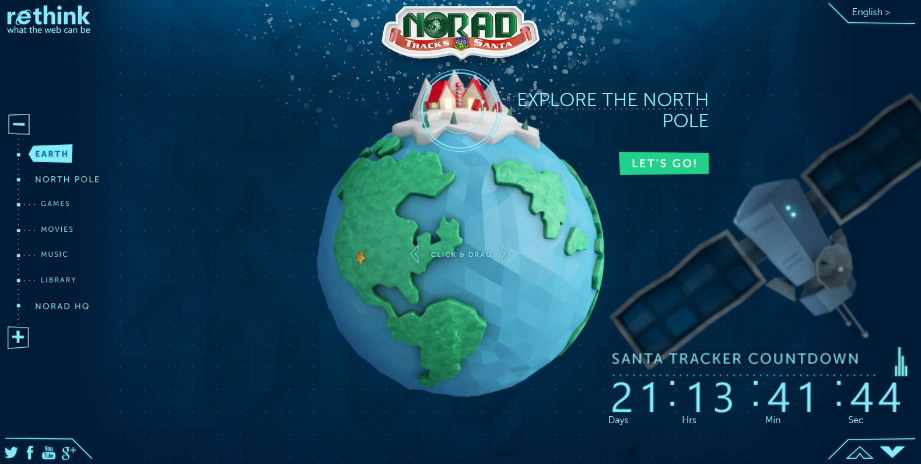 rethink
what the web can be
NORAD
TRACKS SANTA
English >
EXPLORE THE NORTH
POLE
LET'S GO!
EARTH
NORTH POLE
GAMES
MOVIES
MUSIC
LIBRARY
NORAD HQ
CLICK & DRAG
SANTA TRACKER COUNTDOWN
21:13:41:44
Days Hrs Min Sec
You Tube g+